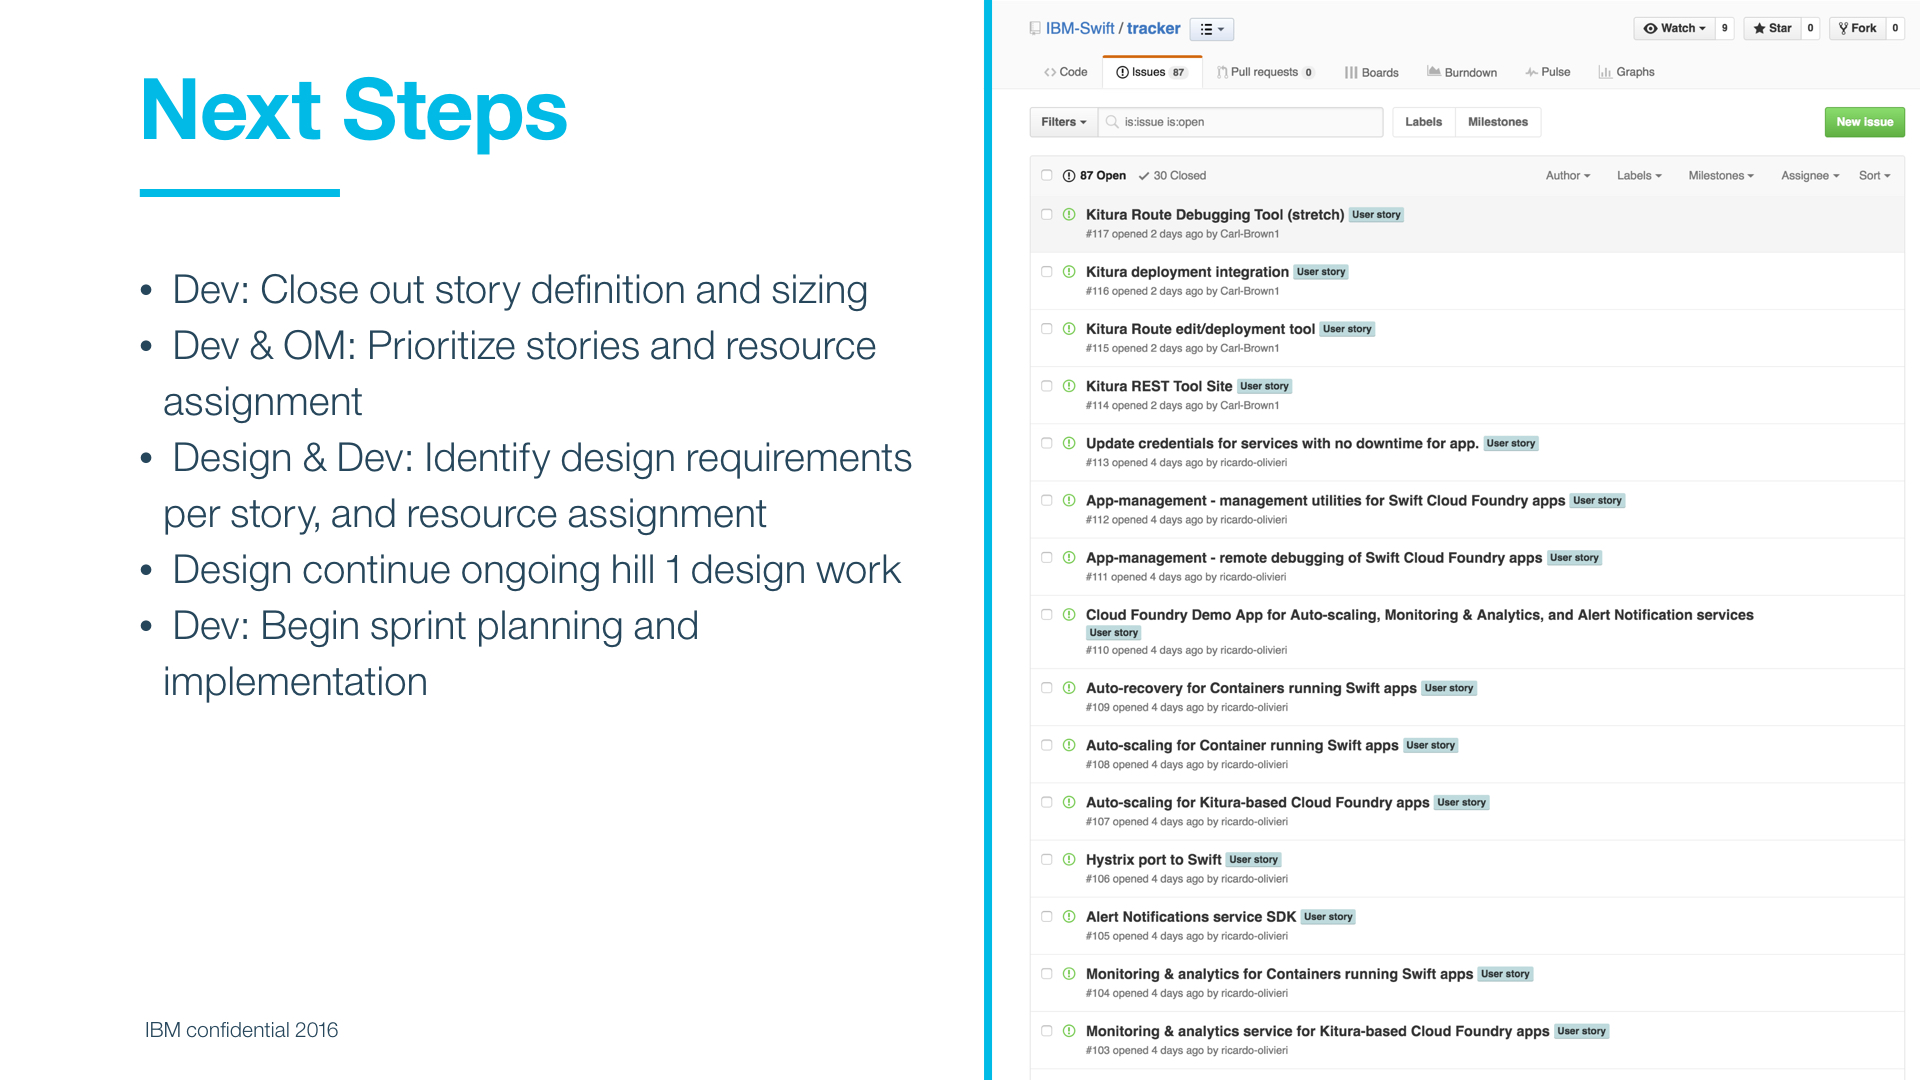 Next Steps
• Dev: Close out story definition and sizing
• Dev & OM: Prioritize stories and resource
assignment
• Design & Dev: Identify design requirements
per story, and resource assignment
• Design continue ongoing hill 1 design work
• Dev: Begin sprint planning and
implementation
IBM confidential 2016
IBM-Swift / tracker
Watch 9 Star 0 Fork 0
Code Issues 87 Pull requests 0 Boards Burndown Pulse Graphs
Filters is:issue is:open Labels Milestones New issue
87 Open 30 Closed Author Labels Milestones Assignee Sort
Kitura Route Debugging Tool (stretch) User story
#117 opened 2 days ago by Carl-Brown1
Kitura deployment integration User story
#116 opened 2 days ago by Carl-Brown1
Kitura Route edit/deployment tool User story
#115 opened 2 days ago by Carl-Brown1
Kitura REST Tool Site User story
#114 opened 2 days ago by Carl-Brown1
Update credentials for services with no downtime for app. User story
#113 opened 4 days ago by ricardo-olivieri
App-management - management utilities for Swift Cloud Foundry apps User story
#112 opened 4 days ago by ricardo-olivieri
App-management - remote debugging of Swift Cloud Foundry apps User story
#111 opened 4 days ago by ricardo-olivieri
Cloud Foundry Demo App for Auto-scaling, Monitoring & Analytics, and Alert Notification services
User story
#110 opened 4 days ago by ricardo-olivieri
Auto-recovery for Containers running Swift apps User story
#109 opened 4 days ago by ricardo-olivieri
Auto-scaling for Container running Swift apps User story
#108 opened 4 days ago by ricardo-olivieri
Auto-scaling for Kitura-based Cloud Foundry apps User story
#107 opened 4 days ago by ricardo-olivieri
Hystrix port to Swift User story
#106 opened 4 days ago by ricardo-olivieri
Alert Notifications service SDK User story
#105 opened 4 days ago by ricardo-olivieri
Monitoring & analytics for Containers running Swift apps User story
#104 opened 4 days ago by ricardo-olivieri
Monitoring & analytics service for Kitura-based Cloud Foundry apps User story
#103 opened 4 days ago by ricardo-olivieri